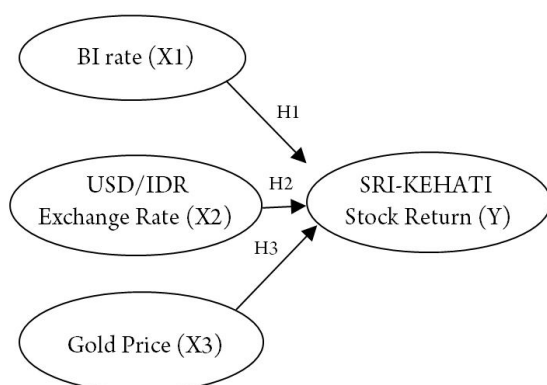 BI rate (X1)
H1
USD/IDR
Exchange Rate (X2)
H2
SRI-KEHATI
Stock Return (Y)
H3
Gold Price (X3)